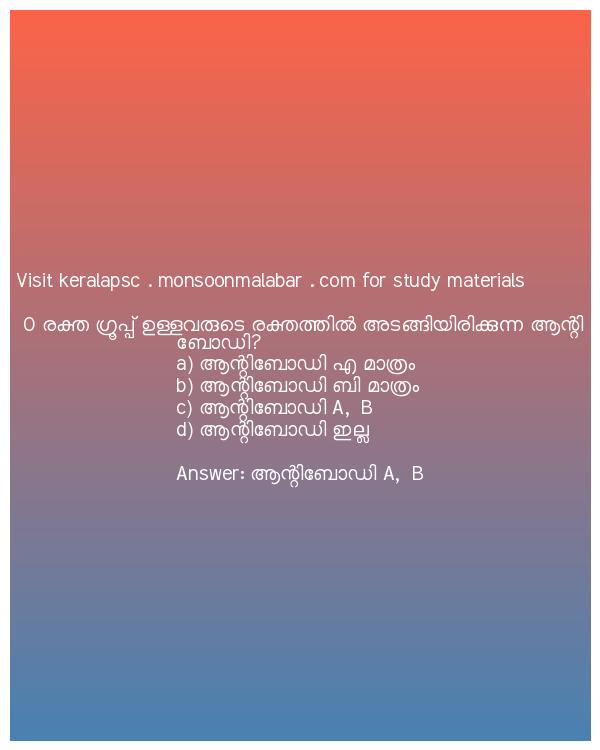 Visit keralapsc . monsoonmalabar . com for study materials
O രക്ത ഗ്രൂപ്പ് ഉള്ളവരുടെ രക്തത്തിൽ അടങ്ങിയിരിക്കുന്ന ആന്റി
ബോഡി?
a) ആന്റിബോഡി എ മാത്രം
b) ആന്റിബോഡി ബി മാത്രം
c) ആന്റിബോഡി A, B
d) ആന്റിബോഡി ഇല്ല
Answer: ആന്റിബോഡി A, B